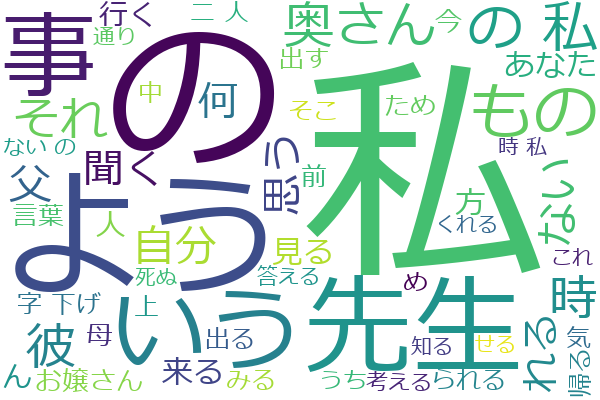 行く 二 人 奥さん 今 の 私
通り 出す あなた
事 の 私 もの
それ 中 何 そこ ため
ない の 聞く 思う 前 時 私 ない
父 よう 方
言葉 人 自分 見る くれる これ
死ぬ 答える め
字 下げ 上 いう 先生 れる 時
彼 母 出る 知る せる 気
ん お嬢さん 来る みる うち 考える られる 帰る